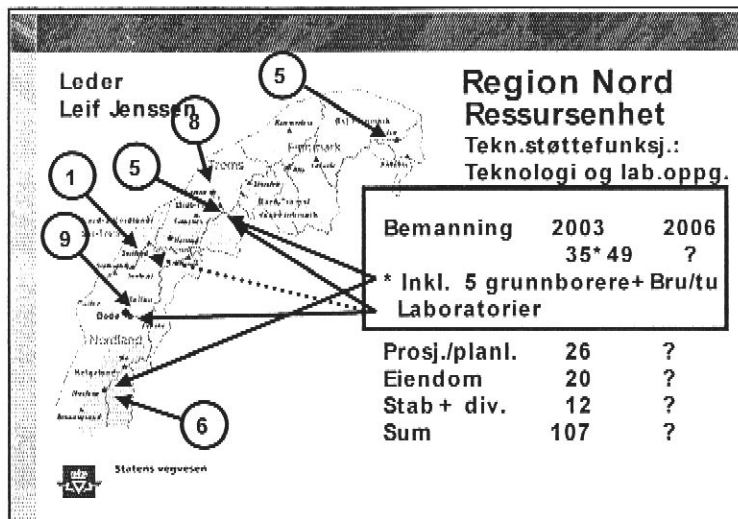 Leder
Leif Jenssen
5
8
5
1
9
6
Region Nord
Ressursenhet
Tekn.støttefunksj.:
Teknologi og lab.oppg.
Bemanning 2003 2006
35* 49 ?
* Inkl. 5 grunnborere+ Bru/tu
Laboratorier
Prosj./planl. 26 ?
Eiendom 20 ?
Stab + div. 12 ?
Sum 107 ?
Troms
Finnmark
Bodø
Nordland
Statens vegvesen